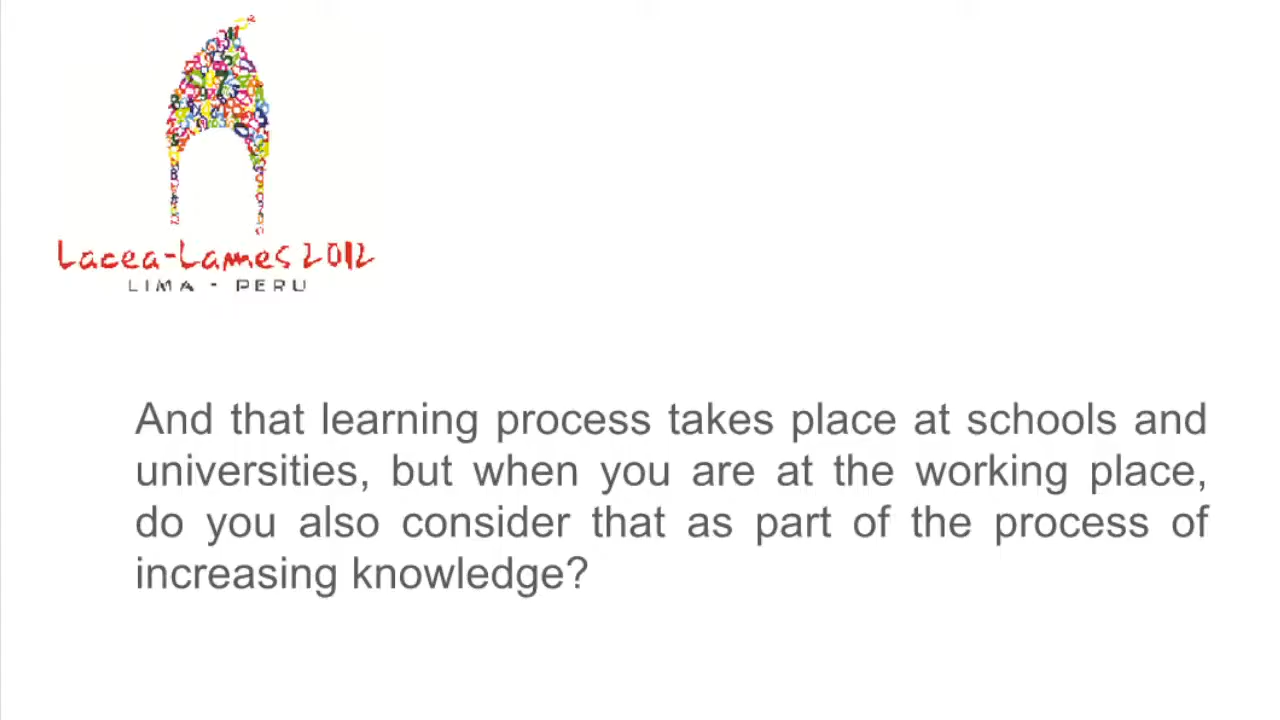 Lacea-Lames 2012
LIMA - PERU
And that learning process takes place at schools and
universities, but when you are at the working place,
do you also consider that as part of the process of
increasing knowledge?